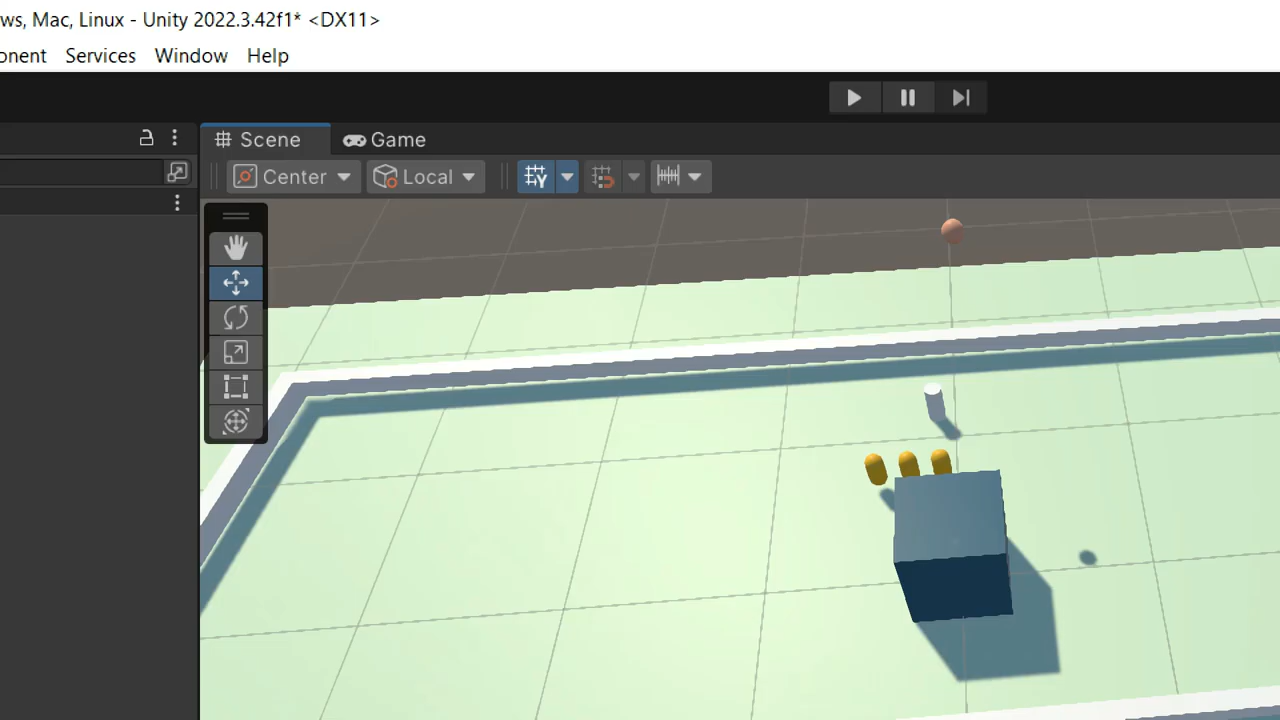 ws, Mac, Linux - Unity 2022.3.42f1* <DX11>
onent Services Window Help
Scene Game
Center Local